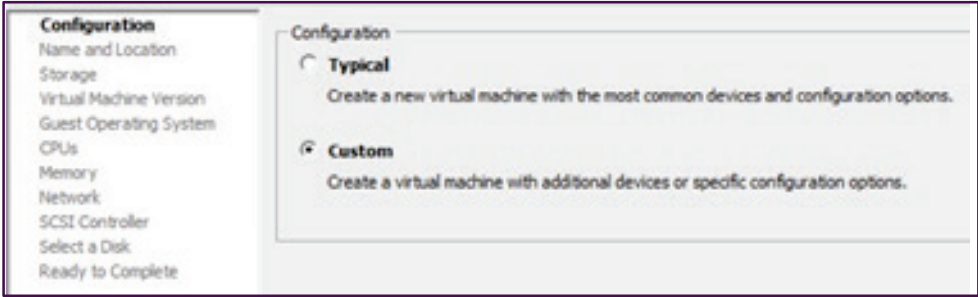 Configuration
Name and Location
Storage
Virtual Machine Version
Guest Operating System
CPUs
Memory
Network
SCSI Controller
Select a Disk
Ready to Complete
Configuration
Typical
Create a new virtual machine with the most common devices and configuration options.
Custom
Create a virtual machine with additional devices or specific configuration options.